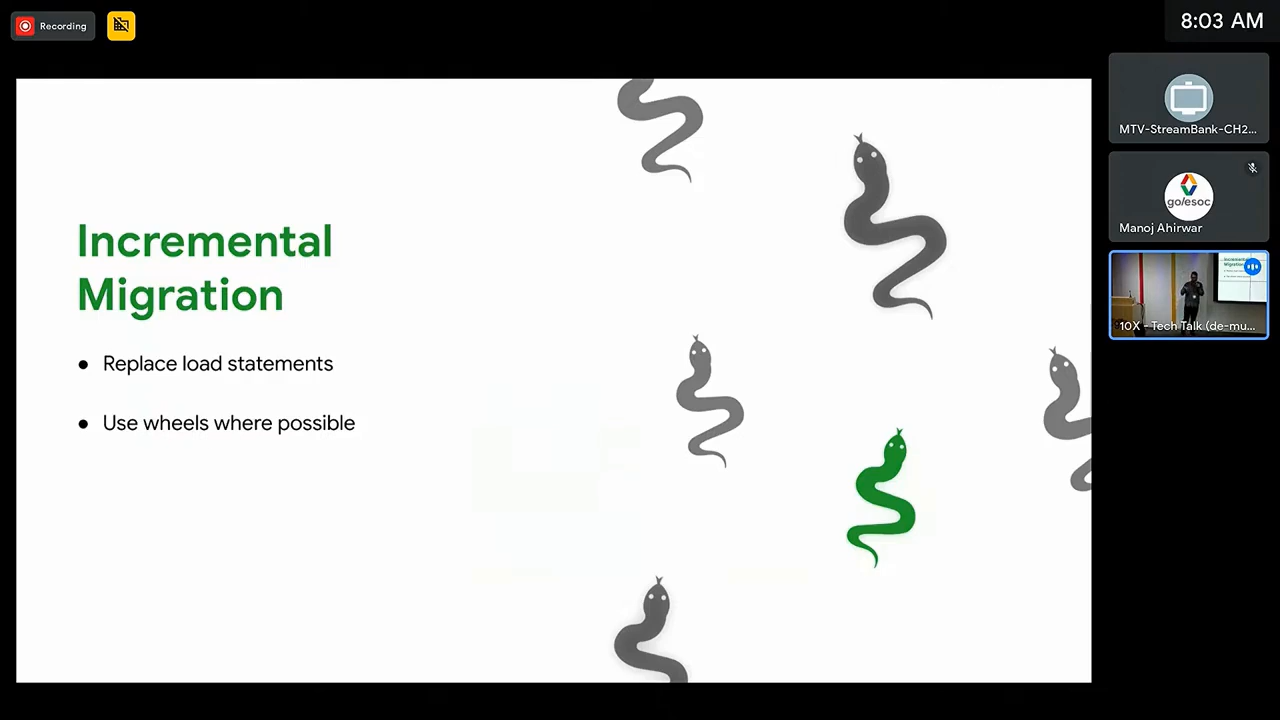 Recording
8:03 AM
Incremental
Migration
● Replace load statements
● Use wheels where possible
MTV-StreamBank-CH2...
go/esoc
Manoj Ahirwar
10X - Tech Talk (de-mu...